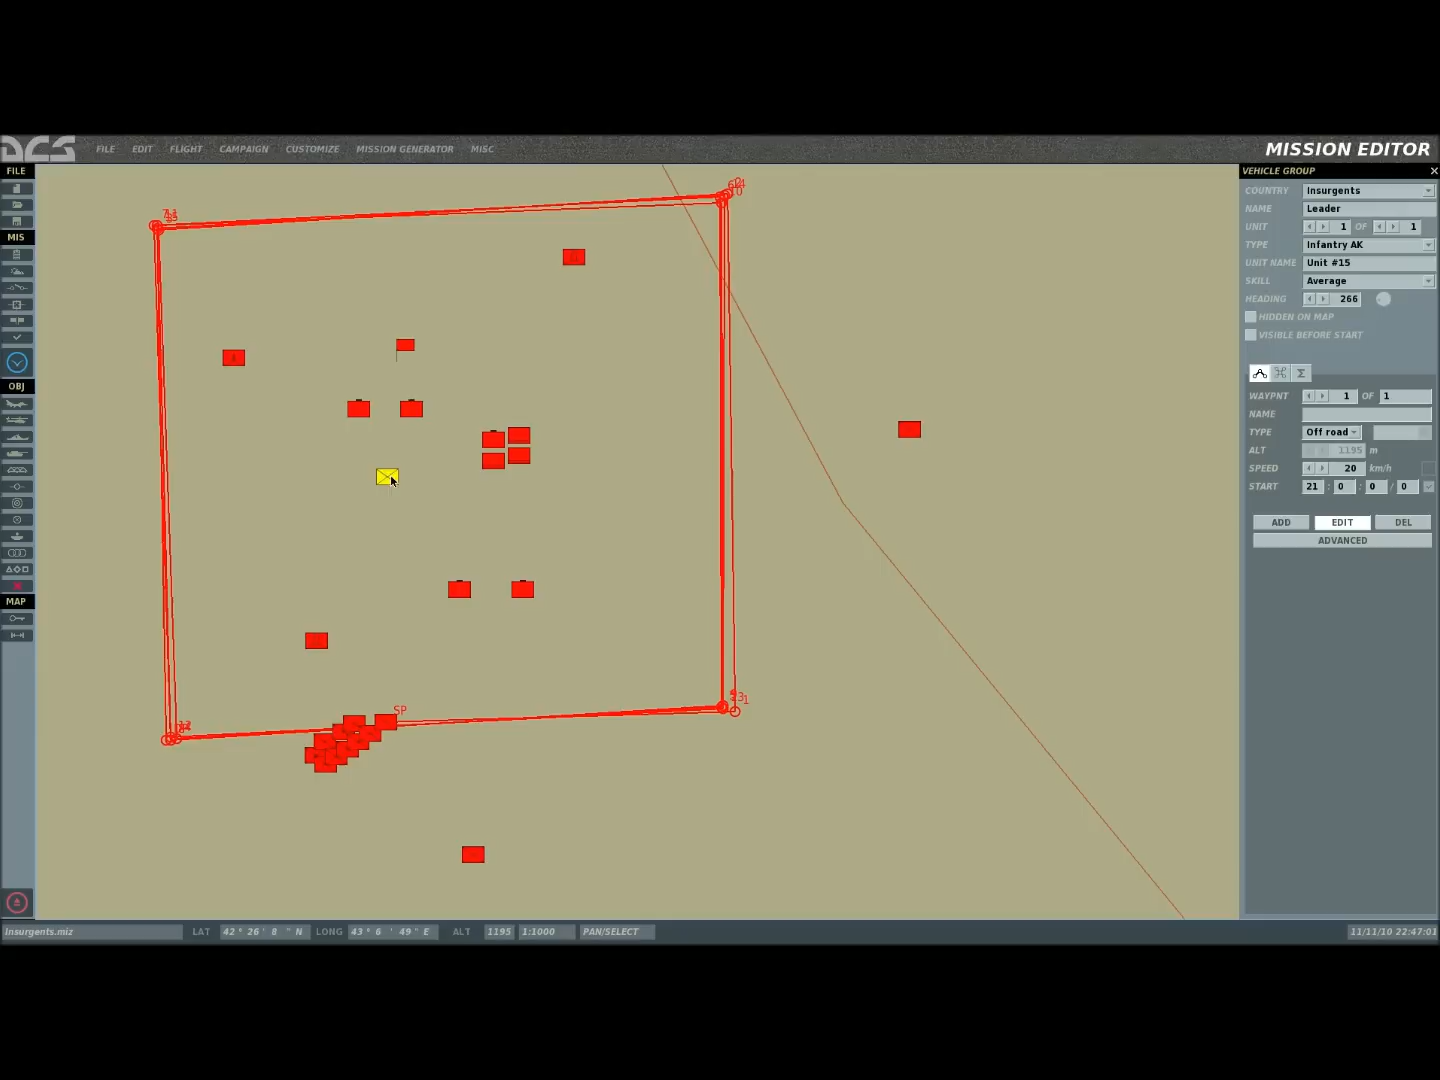 DCS FILE EDIT FLIGHT CAMPAIGN CUSTOMIZE MISSION GENERATOR MISC MISSION EDITOR
FILE
MIS
OBJ
MAP
SP
VEHICLE GROUP
COUNTRY Insurgents
NAME Leader
UNIT 1 OF 1
TYPE Infantry AK
UNIT NAME Unit #15
SKILL Average
HEADING 266
HIDDEN ON MAP
VISIBLE BEFORE START
WAYPNT 1 OF 1
NAME
TYPE Off road
ALT 1195 m
SPEED 20 km/h
START 21 : 0 : 0 / 0
ADD EDIT DEL
ADVANCED
Insurgents.miz LAT 42 ° 26 ' 8 " N LONG 43 ° 6 ' 49 " E ALT 1195 1:1000 PAN/SELECT 11/11/10 22:47:01